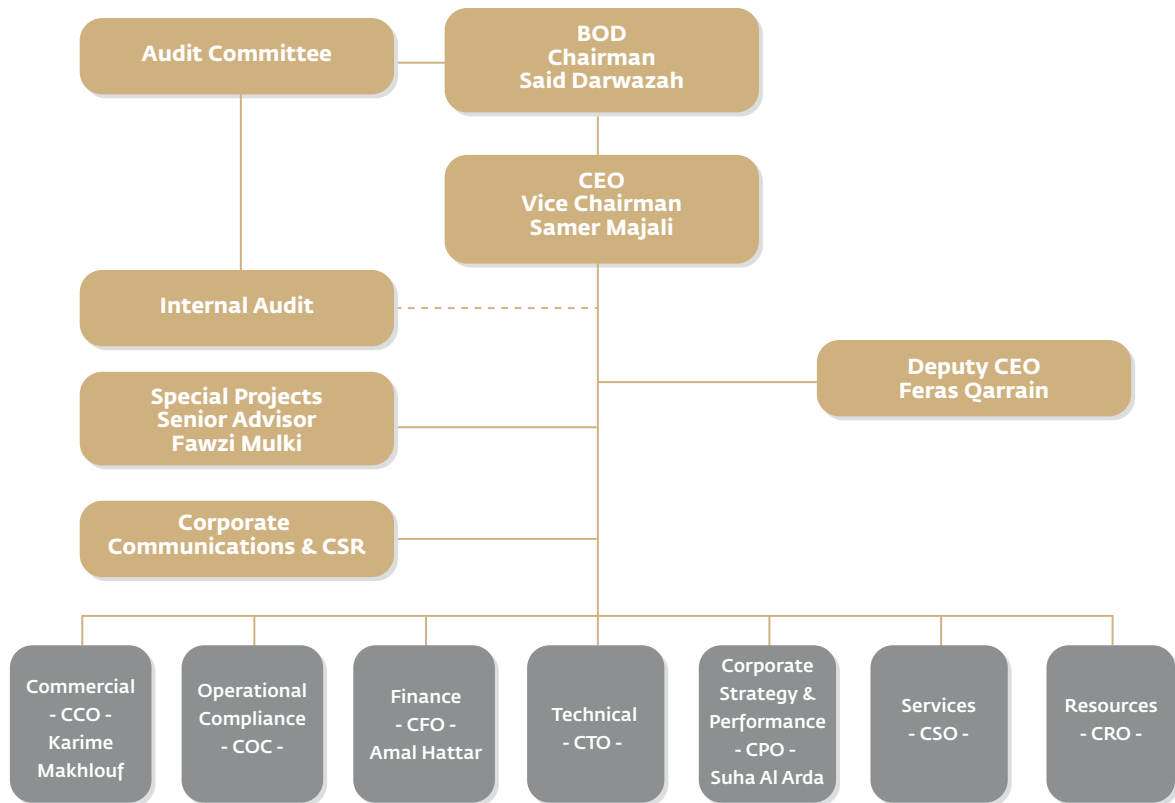 Audit Committee
BOD
Chairman
Said Darwazah
CEO
Vice Chairman
Samer Majali
Internal Audit
Deputy CEO
Feras Qarrain
Special Projects
Senior Advisor
Fawzi Mulki
Corporate
Communications & CSR
Commercial
- CCO -
Karime
Makhlouf
Operational
Compliance
- COC -
Finance
- CFO -
Amal Hattar
Technical
- CTO -
Corporate
Strategy &
Performance
- CPO -
Suha Al Arda
Services
- CSO -
Resources
- CRO -